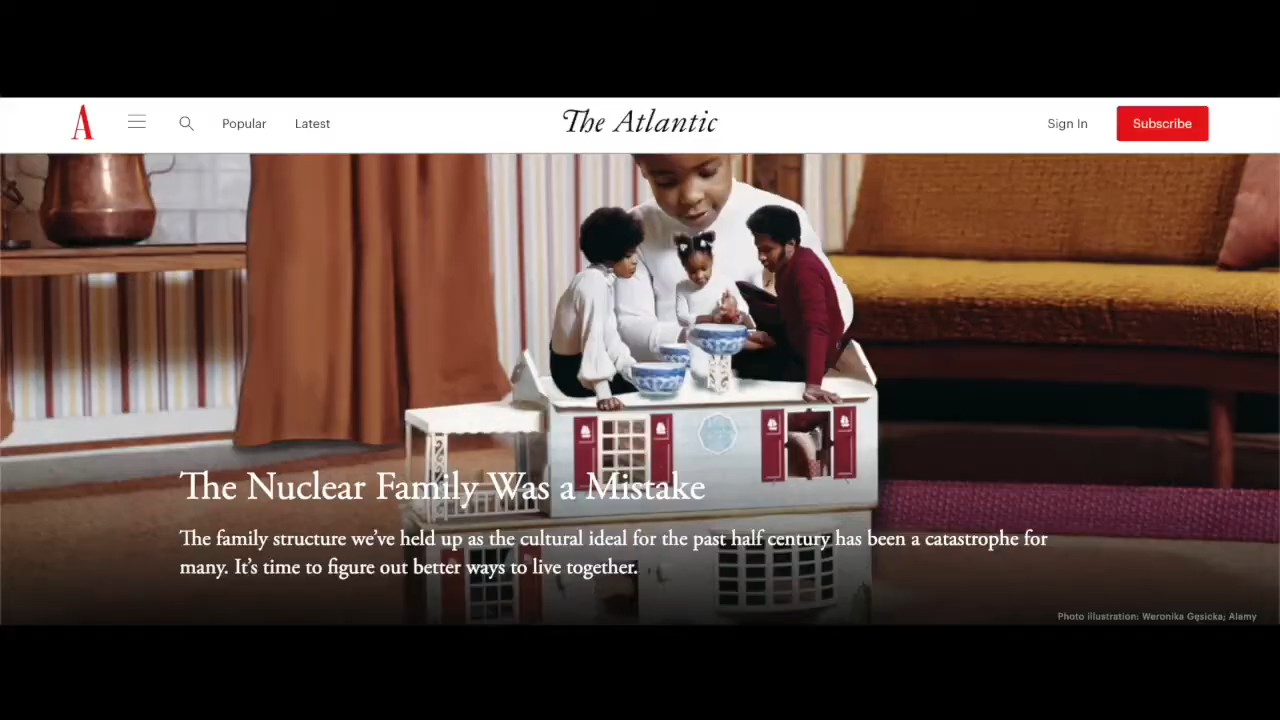 A
Popular
Latest
The Atlantic
Sign In
Subscribe
The Nuclear Family Was a Mistake
The family structure we've held up as the cultural ideal for the past half century has been a catastrophe for
many. It's time to figure out better ways to live together.
Photo illustration: Weronika Gęsicka; Alamy